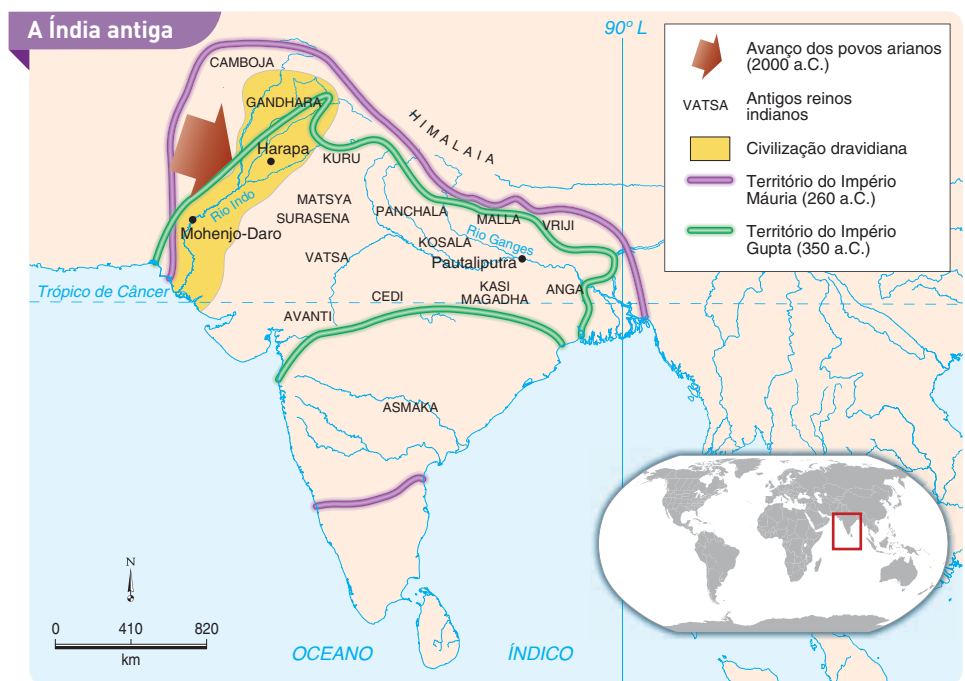 A Índia antiga
90º L
Avanço dos povos arianos
(2000 a.C.)
VATSA
Antigos reinos
indianos
Civilização dravidiana
Território do Império
Máuria (260 a.C.)
Território do Império
Gupta (350 a.C.)
CAMBOJA
GANDHARA
HIMALAIA
Harapa
KURU
Rio Indo
MATSYA
SURASENA
PANCHALA
MALLA
VRIJI
Mohenjo-Daro
Rio Ganges
KOSALA
VATSA
Pautaliputra
Trópico de Câncer
CEDI
KASI
MAGADHA
ANGA
AVANTI
ASMAKA
N
0 410 820
km
OCEANO ÍNDICO